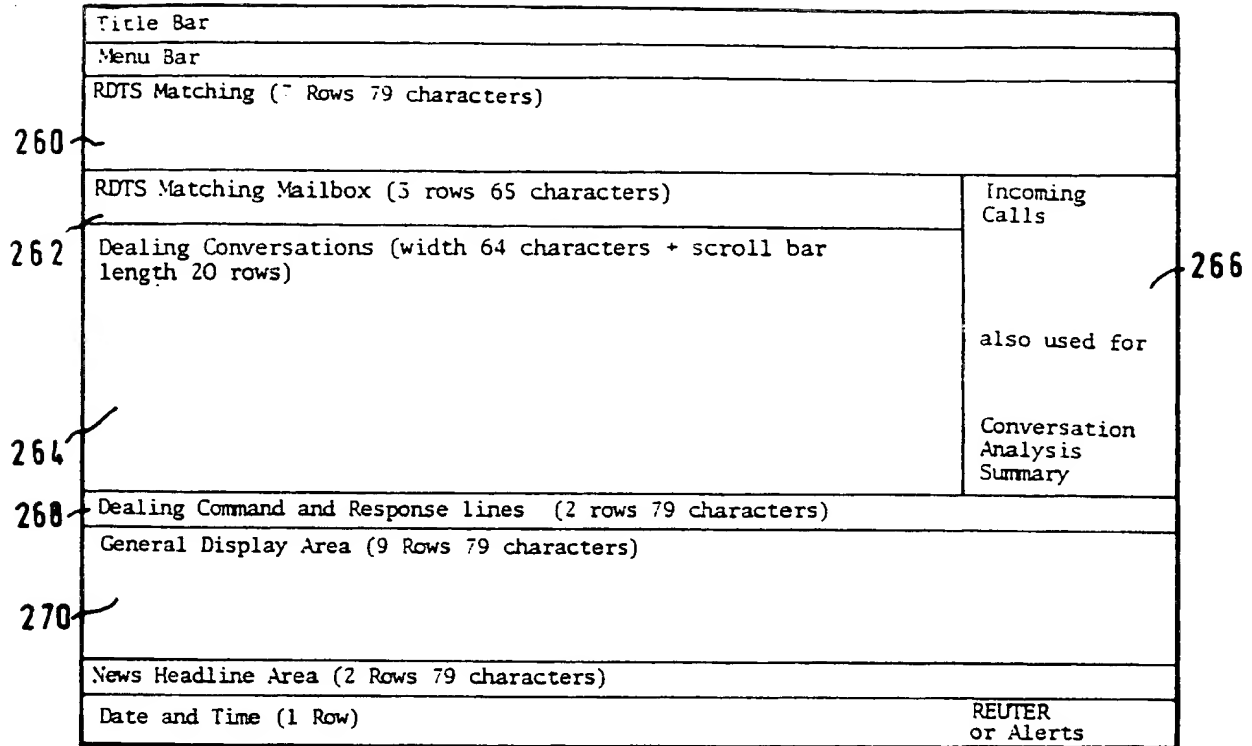 Title Bar
Menu Bar
RDTS Matching ( Rows 79 characters)
260
RDTS Matching Mailbox (3 rows 65 characters)
Incoming
Calls
262
Dealing Conversations (width 64 characters + scroll bar
length 20 rows)
266
also used for
264
Conversation
Analysis
Summary
268
Dealing Command and Response lines (2 rows 79 characters)
General Display Area (9 Rows 79 characters)
270
News Headline Area (2 Rows 79 characters)
Date and Time (1 Row)
REUTER
or Alerts